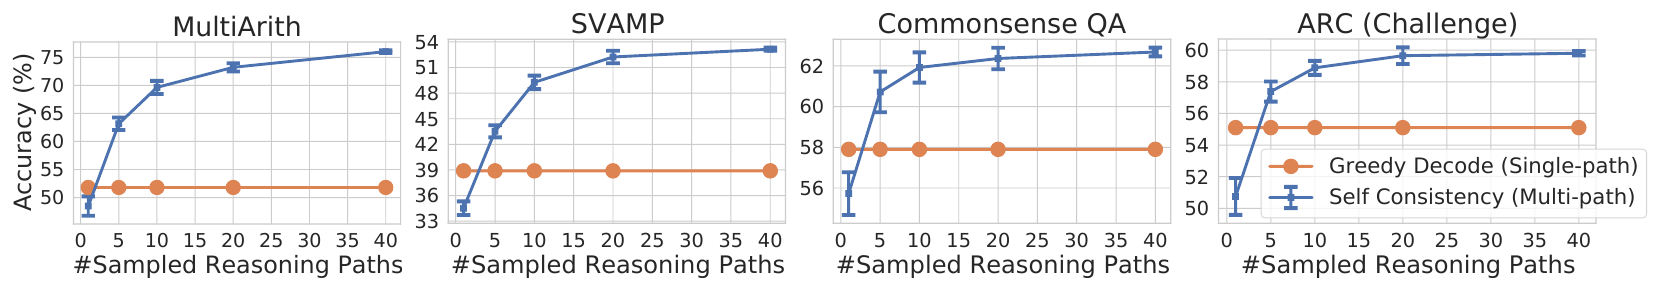 MultiArith
Accuracy (%)
75
70
65
60
55
50
0 5 10 15 20 25 30 35 40
#Sampled Reasoning Paths
SVAMP
54
51
48
45
42
39
36
33
0 5 10 15 20 25 30 35 40
#Sampled Reasoning Paths
Commonsense QA
62
60
58
56
0 5 10 15 20 25 30 35 40
#Sampled Reasoning Paths
ARC (Challenge)
60
58
56
54
52
50
Greedy Decode (Single-path)
Self Consistency (Multi-path)
0 5 10 15 20 25 30 35 40
#Sampled Reasoning Paths